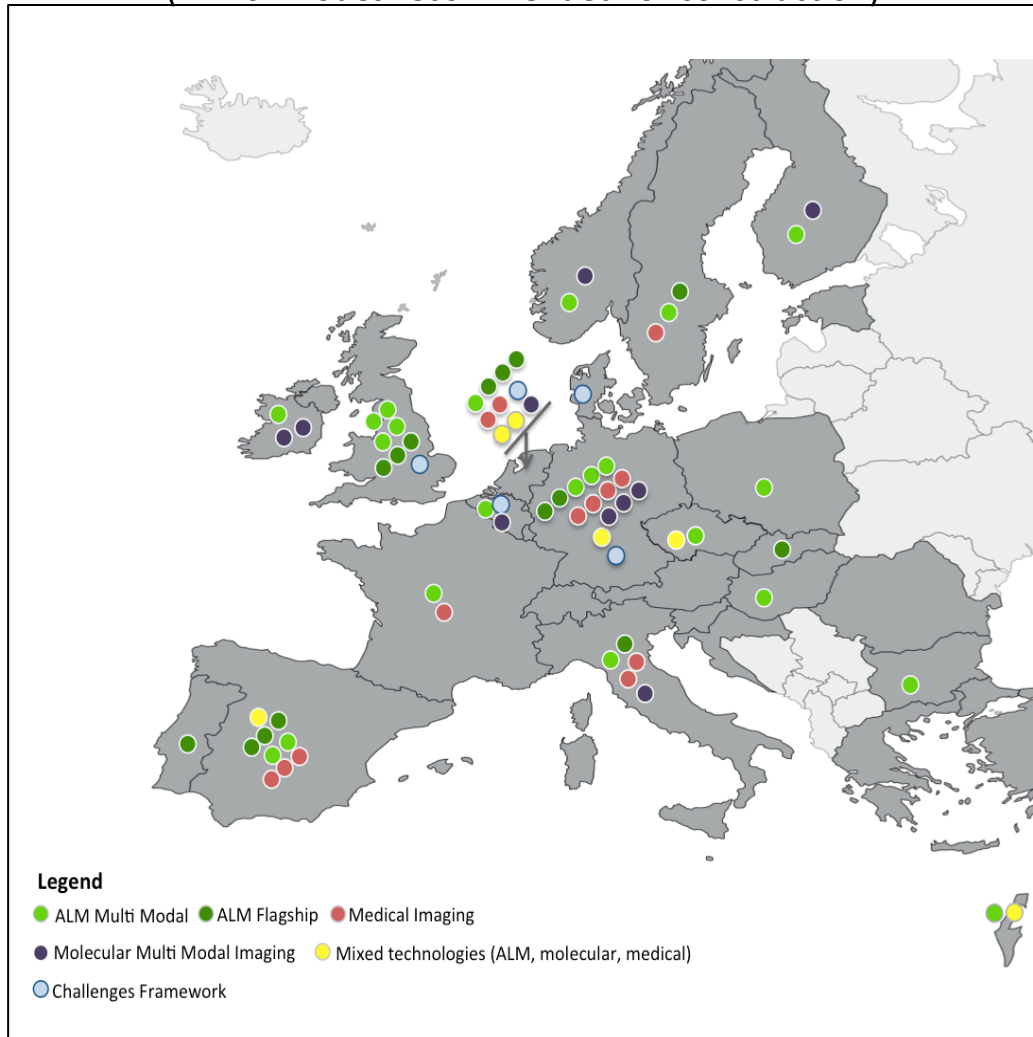 Legend
ALM Multi Modal ALM Flagship Medical Imaging
Molecular Multi Modal Imaging Mixed technologies (ALM, molecular, medical)
Challenges Framework